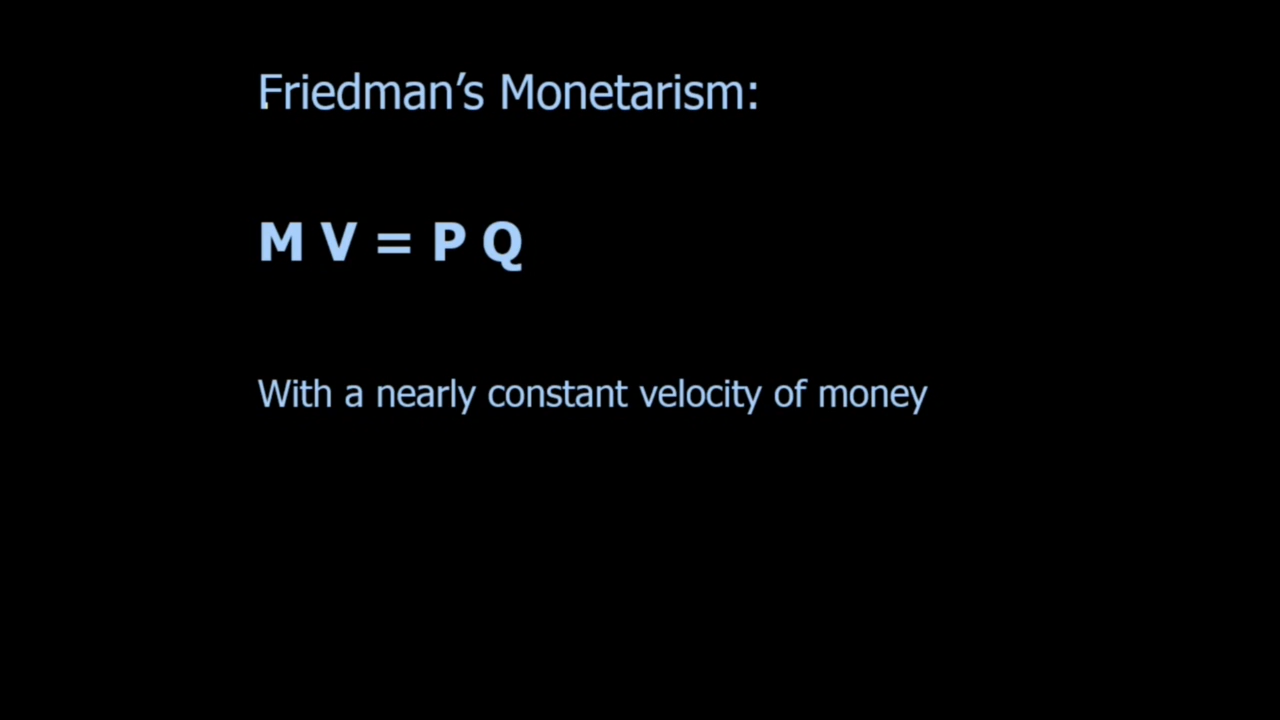 Friedman’s Monetarism:
M V = P Q
With a nearly constant velocity of money